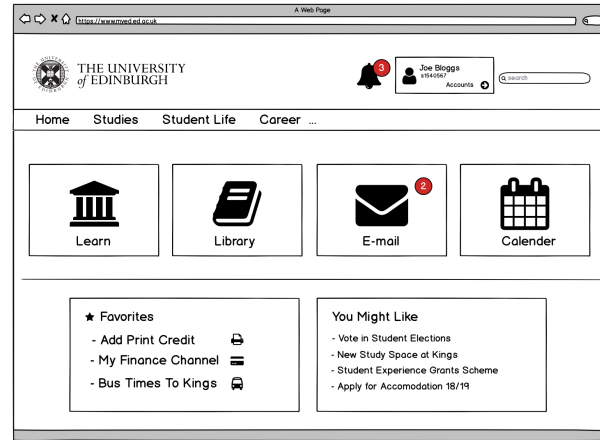 A Web Page
https://www.myed.ed.ac.uk
THE UNIVERSITY
of EDINBURGH
3
Joe Bloggs
s1540567
Accounts
search
Home Studies Student Life Career ...
Learn
Library
2
E-mail
Calender
★ Favorites
- Add Print Credit
- My Finance Channel
- Bus Times To Kings
You Might Like
- Vote in Student Elections
- New Study Space at Kings
- Student Experience Grants Scheme
- Apply for Accomodation 18/19